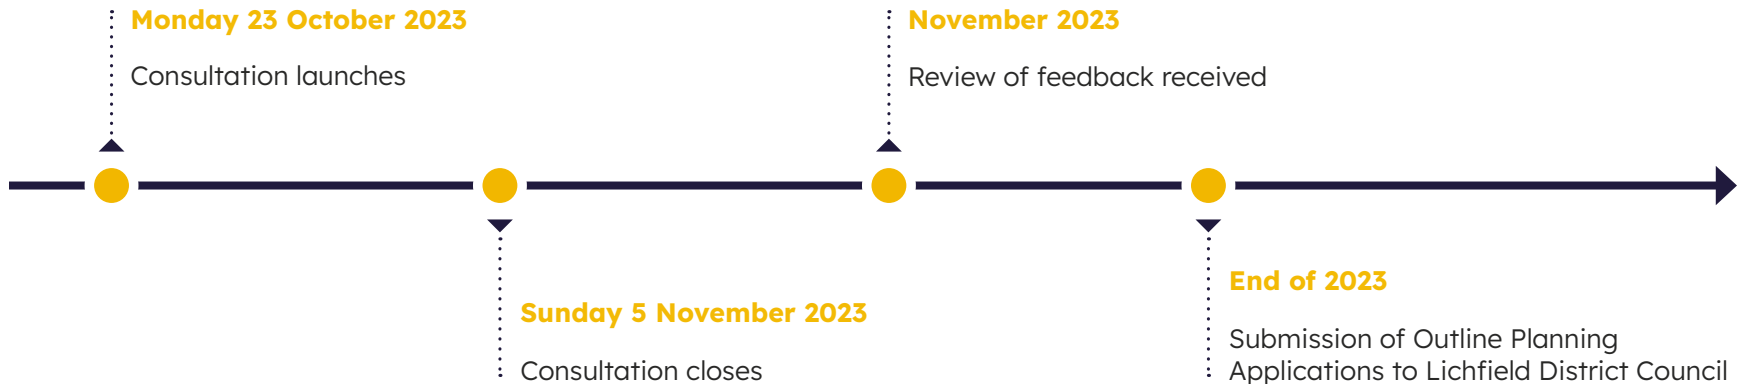 Monday 23 October 2023
Consultation launches
Sunday 5 November 2023
Consultation closes
November 2023
Review of feedback received
End of 2023
Submission of Outline Planning
Applications to Lichfield District Council